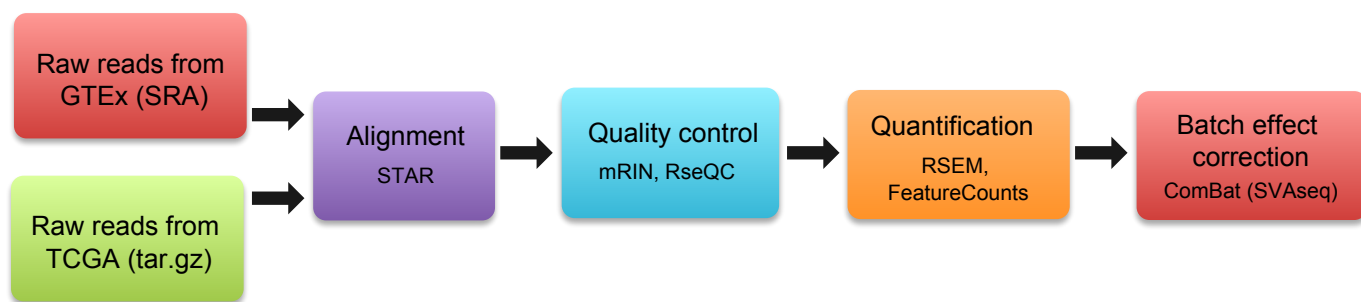 Raw reads from
GTEx (SRA)
Raw reads from
TCGA (tar.gz)
Alignment
STAR
Quality control
mRIN, RseQC
Quantification
RSEM,
FeatureCounts
Batch effect
correction
ComBat (SVAseq)